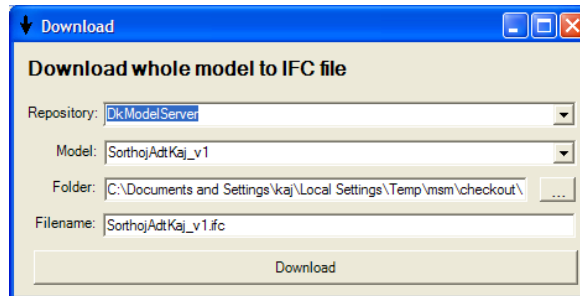 Download
Download whole model to IFC file
Repository: DkModelServer
Model: SorthojAdtKaj_v1
Folder: C:\Documents and Settings\kaj\Local Settings\Temp\msm\checkout\ ...
Filename: SorthojAdtKaj_v1.ifc
Download